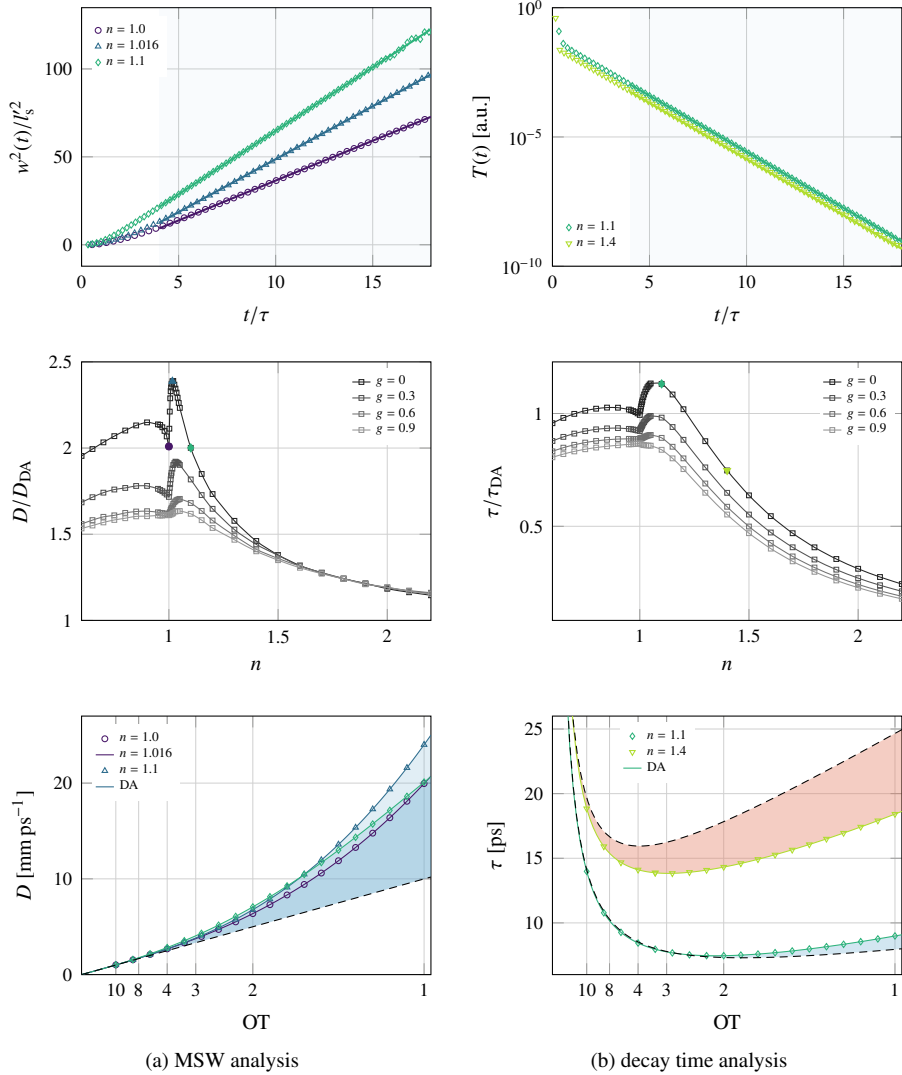 n = 1.0
n = 1.016
n = 1.1
100
50
0
w²(t)/l′ₛ²
5
10
15
t/τ
10⁰
10⁻⁵
10⁻¹⁰
T(t) [a.u.]
n = 1.1
n = 1.4
0
5
10
15
t/τ
2.5
2
1.5
1
D/D_DA
g = 0
g = 0.3
g = 0.6
g = 0.9
1
1.5
2
n
1
0.5
τ/τ_DA
g = 0
g = 0.3
g = 0.6
g = 0.9
1
1.5
2
n
20
10
0
D [mm ps⁻¹]
n = 1.0
n = 1.016
n = 1.1
DA
10 8 4 3 2 1
OT
25
20
15
10
τ [ps]
n = 1.1
n = 1.4
DA
10 8 4 3 2 1
OT
(a) MSW analysis
(b) decay time analysis